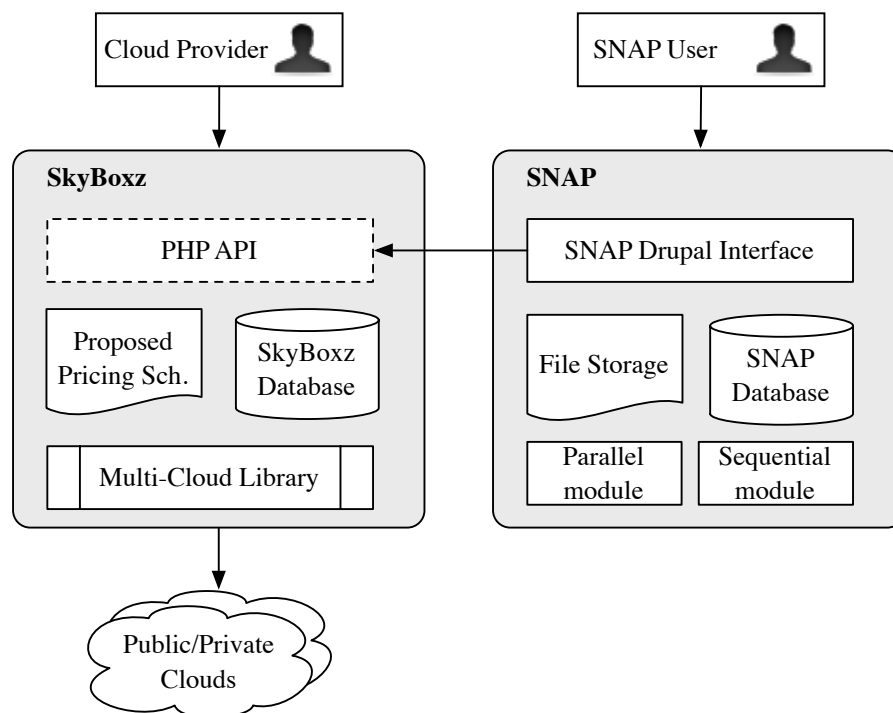 Cloud Provider
SNAP User
SkyBoxz
PHP API
Proposed
Pricing Sch.
SkyBoxz
Database
Multi-Cloud Library
SNAP
SNAP Drupal Interface
File Storage
SNAP
Database
Parallel
module
Sequential
module
Public/Private
Clouds